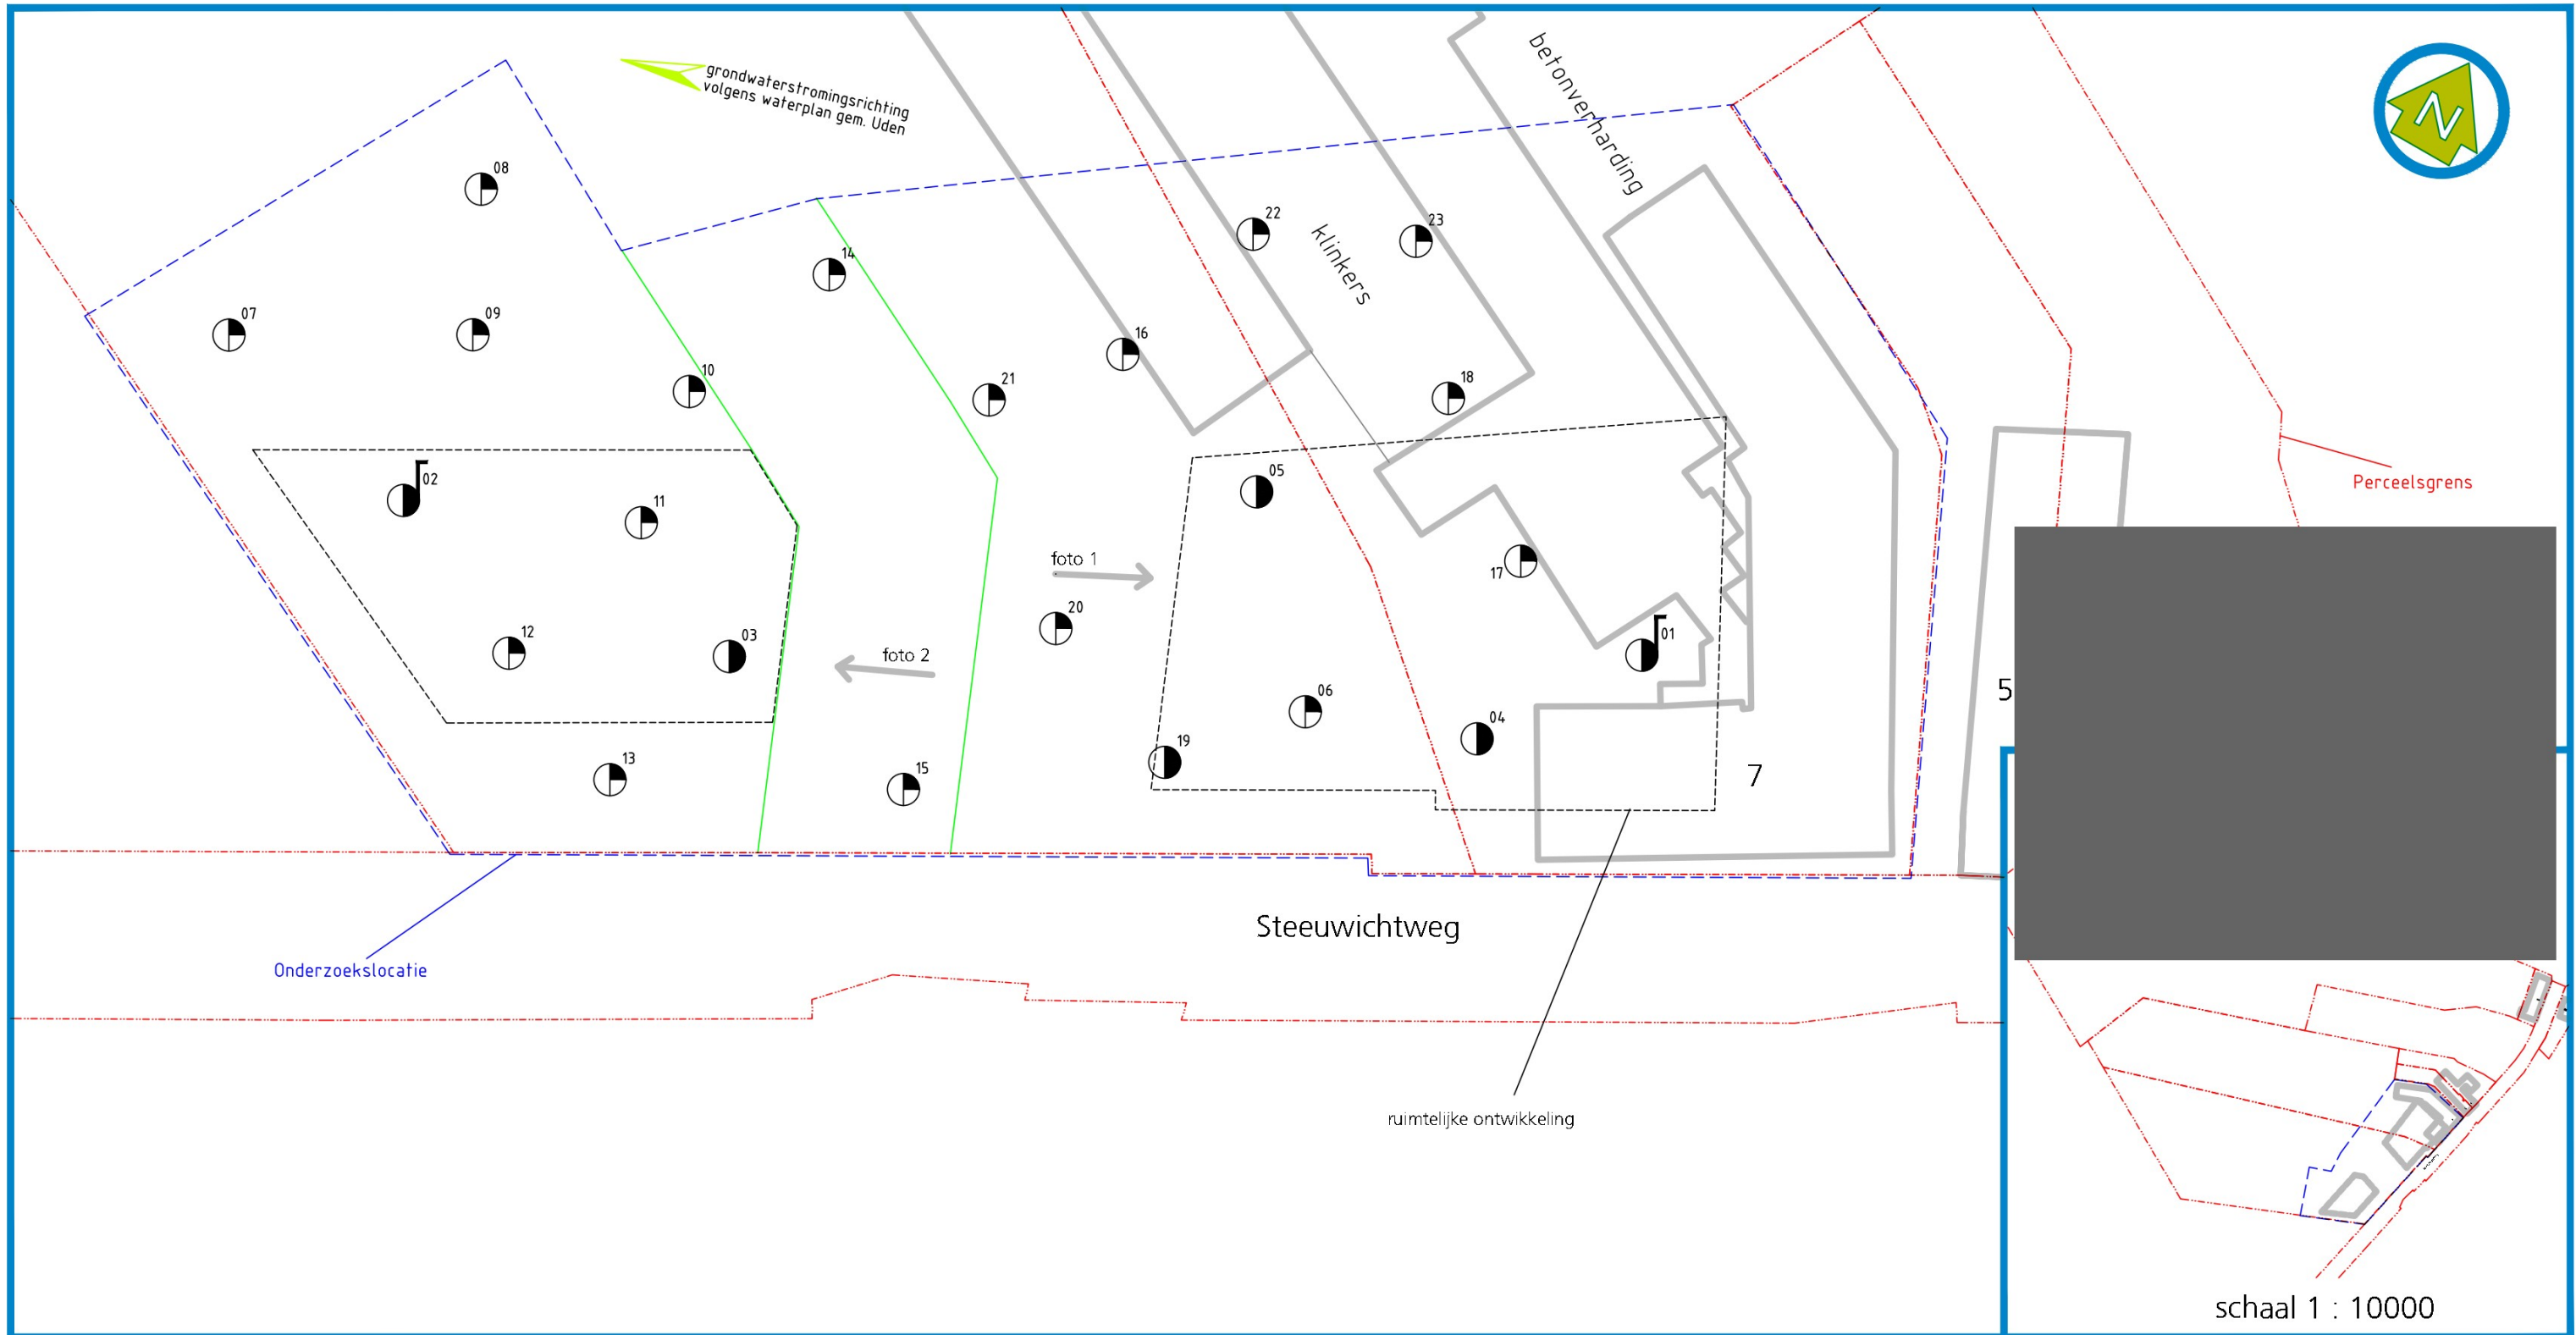 grondwaterstromingsrichting
volgens waterplan gem. Uden
betonverharding
N
klinkers
08
22
23
14
07
09
16
10
21
18
Perceelsgrens
02
11
05
foto 1
17
20
12
03
foto 2
01
06
04
5
19
13
15
7
Steeuwichtweg
Onderzoekslocatie
ruimtelijke ontwikkeling
schaal 1 : 10000